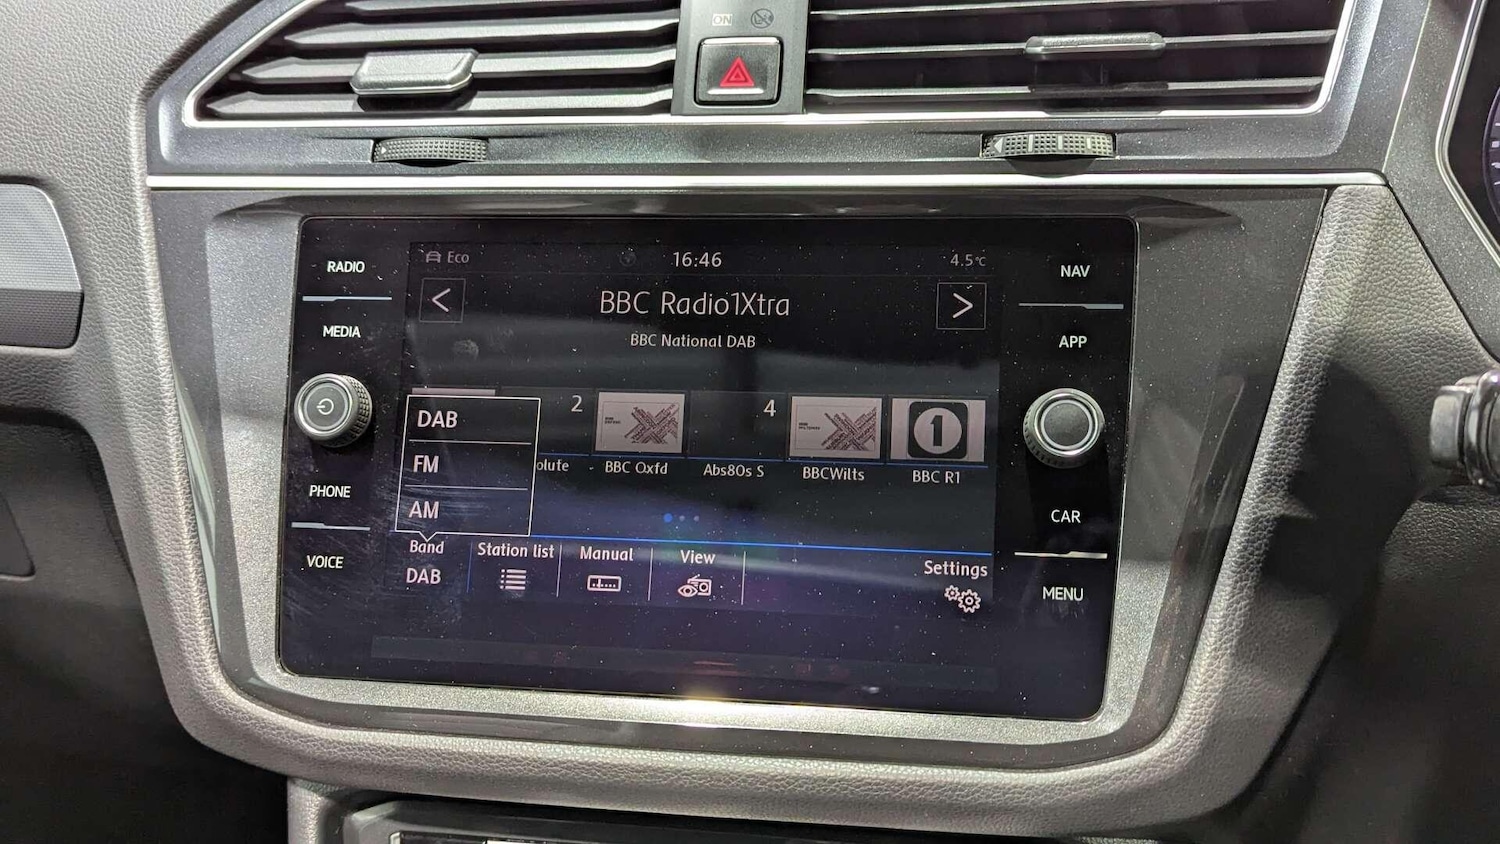 ON
RADIO
MEDIA
PHONE
VOICE
Eco
16:46
4.5°C
BBC Radio1Xtra
BBC National DAB
DAB
FM
AM
2
4
1
olute
BBC Oxfd
Abs80s S
BBCWilts
BBC R1
Band
DAB
Station list
Manual
View
Settings
NAV
APP
CAR
MENU